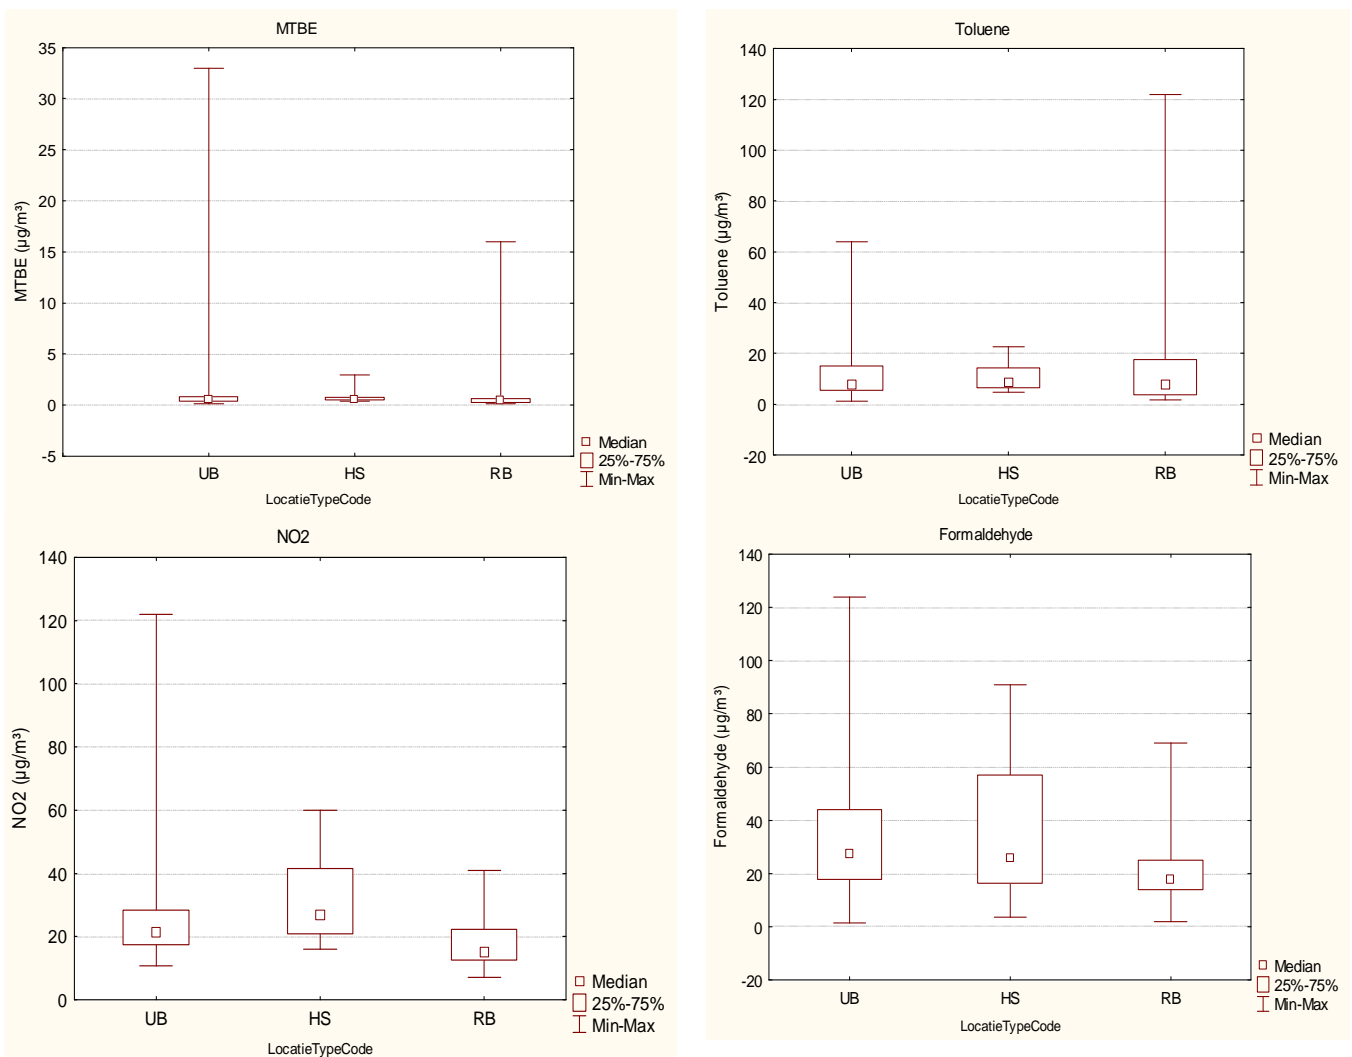 MTBE
35
30
25
20
15
10
5
0
-5
MTBE (µg/m³)
UB HS RB
LocatieTypeCode
Median
25%-75%
Min-Max
Toluene
140
120
100
80
60
40
20
0
-20
Toluene (µg/m³)
UB HS RB
LocatieTypeCode
Median
25%-75%
Min-Max
NO2
140
120
100
80
60
40
20
0
NO2 (µg/m³)
UB HS RB
LocatieTypeCode
Median
25%-75%
Min-Max
Formaldehyde
140
120
100
80
60
40
20
0
-20
Formaldehyde (µg/m³)
UB HS RB
LocatieTypeCode
Median
25%-75%
Min-Max